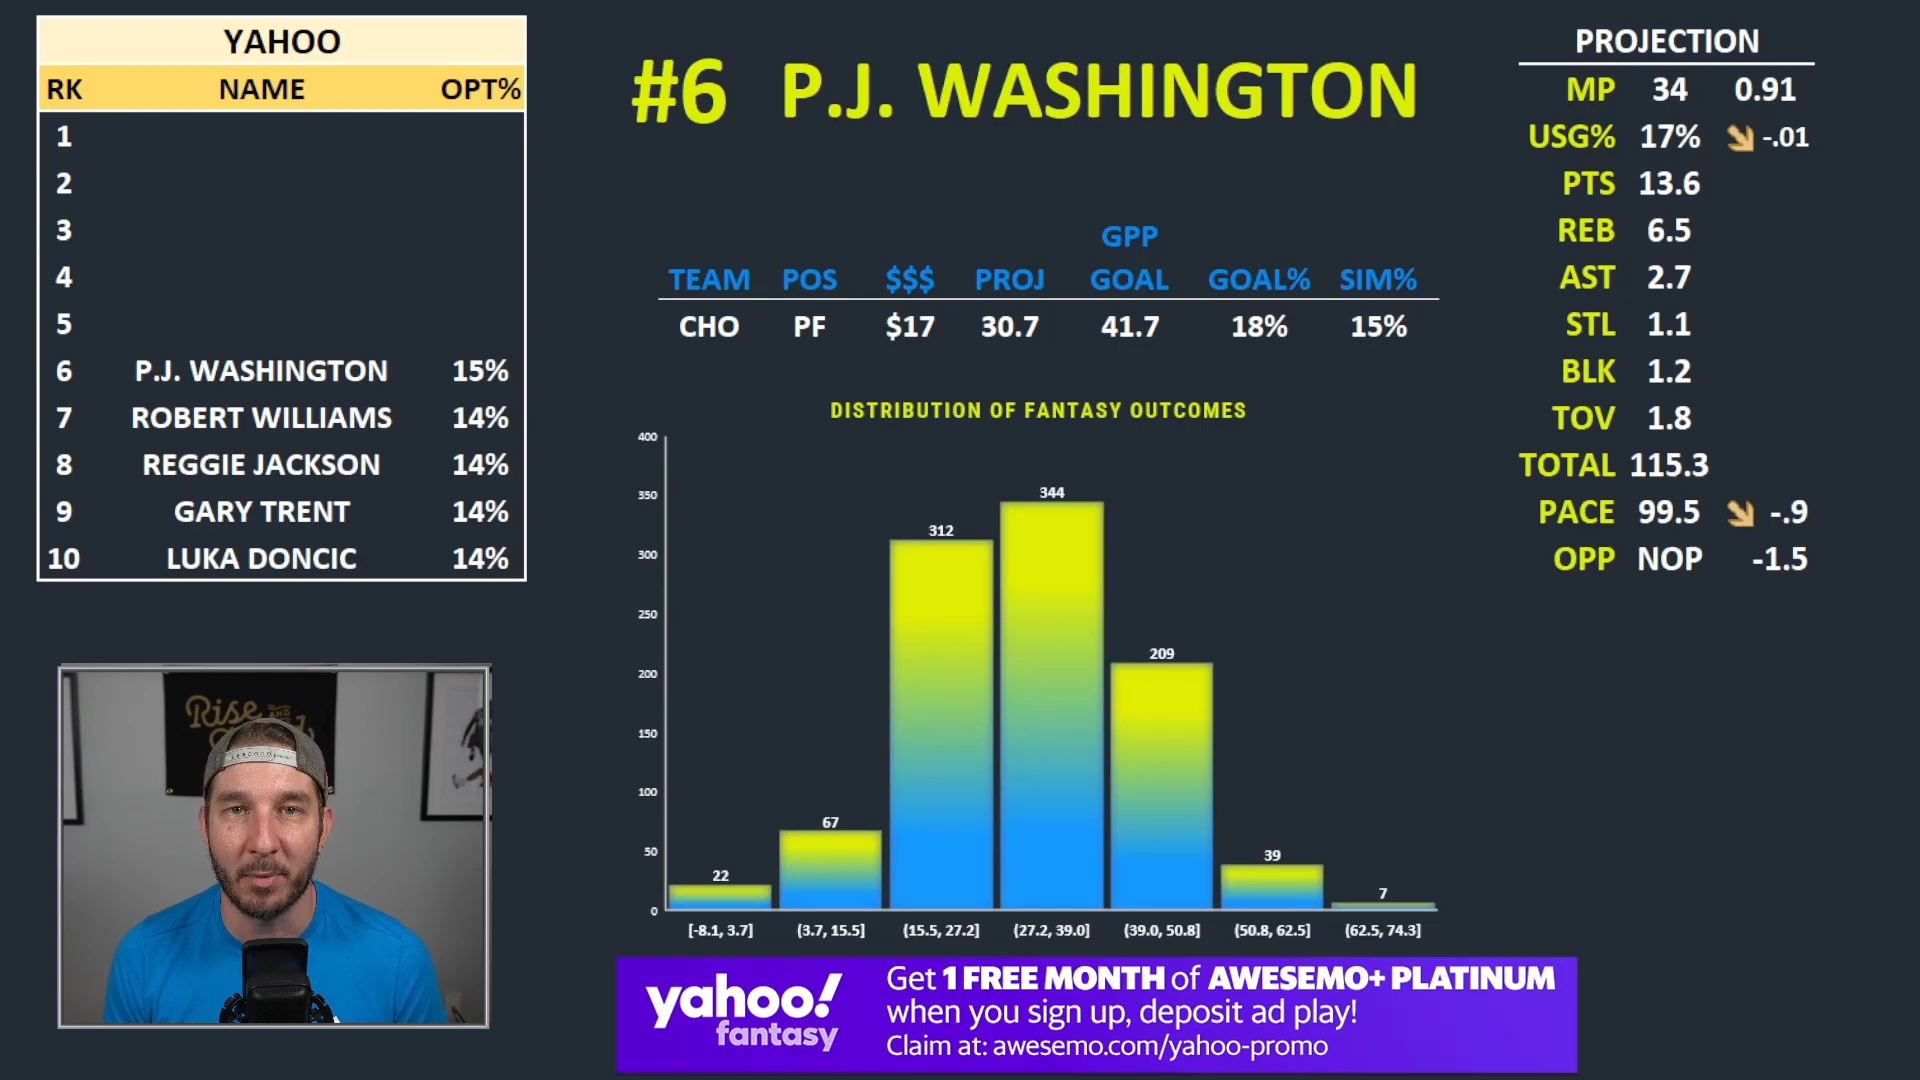 YAHOO
RK NAME OPT%
1
2
3
4
5
6 P.J. WASHINGTON 15%
7 ROBERT WILLIAMS 14%
8 REGGIE JACKSON 14%
9 GARY TRENT 14%
10 LUKA DONCIC 14%
#6 P.J. WASHINGTON
GPP
TEAM POS $$$ PROJ GOAL GOAL% SIM%
CHO PF $17 30.7 41.7 18% 15%
DISTRIBUTION OF FANTASY OUTCOMES
400
350
300
250
200
150
100
50
0
22
67
312
344
209
39
7
[-8.1, 3.7] (3.7, 15.5] (15.5, 27.2] (27.2, 39.0] (39.0, 50.8] (50.8, 62.5] (62.5, 74.3]
PROJECTION
MP 34 0.91
USG% 17% -.01
PTS 13.6
REB 6.5
AST 2.7
STL 1.1
BLK 1.2
TOV 1.8
TOTAL 115.3
PACE 99.5 -.9
OPP NOP -1.5
Rise AND
yahoo!
fantasy
Get 1 FREE MONTH of AWESEMO+ PLATINUM
when you sign up, deposit ad play!
Claim at: awesemo.com/yahoo-promo